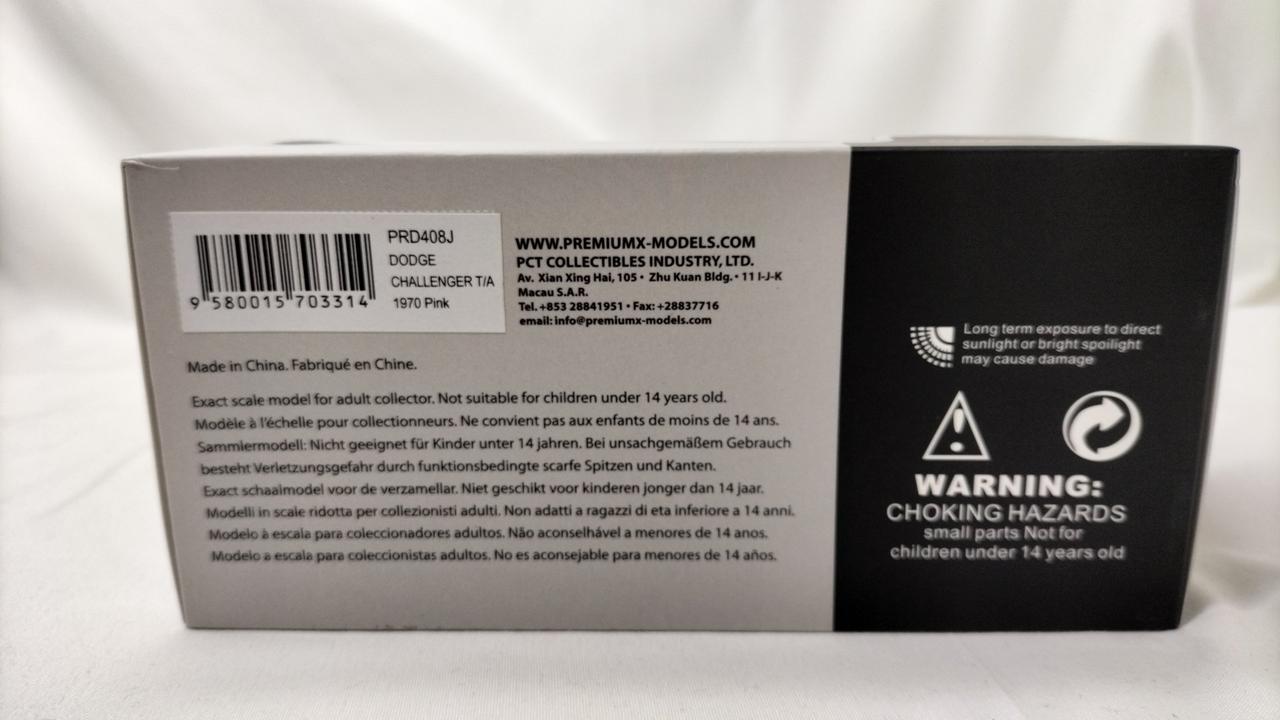 PRD408J
DODGE
CHALLENGER T/A
1970 Pink
9 580015 703314
WWW.PREMIUMX-MODELS.COM
PCT COLLECTIBLES INDUSTRY, LTD.
Av. Xian Xing Hai, 105 • Zhu Kuan Bldg. • 11 I-J-K
Macau S.A.R.
Tel. +853 28841951 • Fax: +28837716
email: info@premiumx-models.com
Made in China. Fabriqué en Chine.
Exact scale model for adult collector. Not suitable for children under 14 years old.
Modèle à l'échelle pour collectionneurs. Ne convient pas aux enfants de moins de 14 ans.
Sammlermodell: Nicht geeignet für Kinder unter 14 jahren. Bei unsachgemäßem Gebrauch
besteht Verletzungsgefahr durch funktionsbedingte scarfe Spitzen und Kanten.
Exact schaalmodel voor de verzamellar. Niet geschikt voor kinderen jonger dan 14 jaar.
Modelli in scale ridotta per collezionisti adulti. Non adatti a ragazzi di eta inferiore a 14 anni.
Modelo à escala para coleccionadores adultos. Não aconselhável a menores de 14 anos.
Modelo a escala para coleccionistas adultos. No es aconsejable para menores de 14 años.
Long term exposure to direct
sunlight or bright spoilight
may cause damage
WARNING:
CHOKING HAZARDS
small parts Not for
children under 14 years old